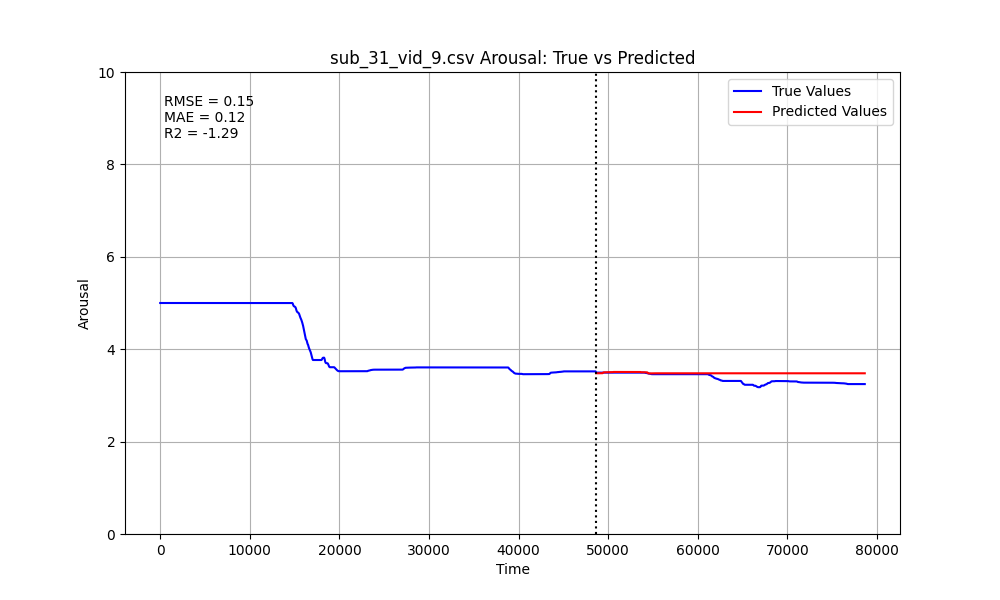 sub_31_vid_9.csv Arousal: True vs Predicted
RMSE = 0.15
MAE = 0.12
R2 = -1.29
True Values
Predicted Values
10
8
6
4
2
0
Arousal
0 10000 20000 30000 40000 50000 60000 70000 80000
Time